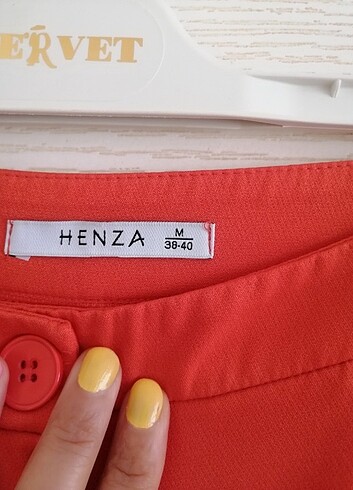 ERVET
HENZA
M
38-40